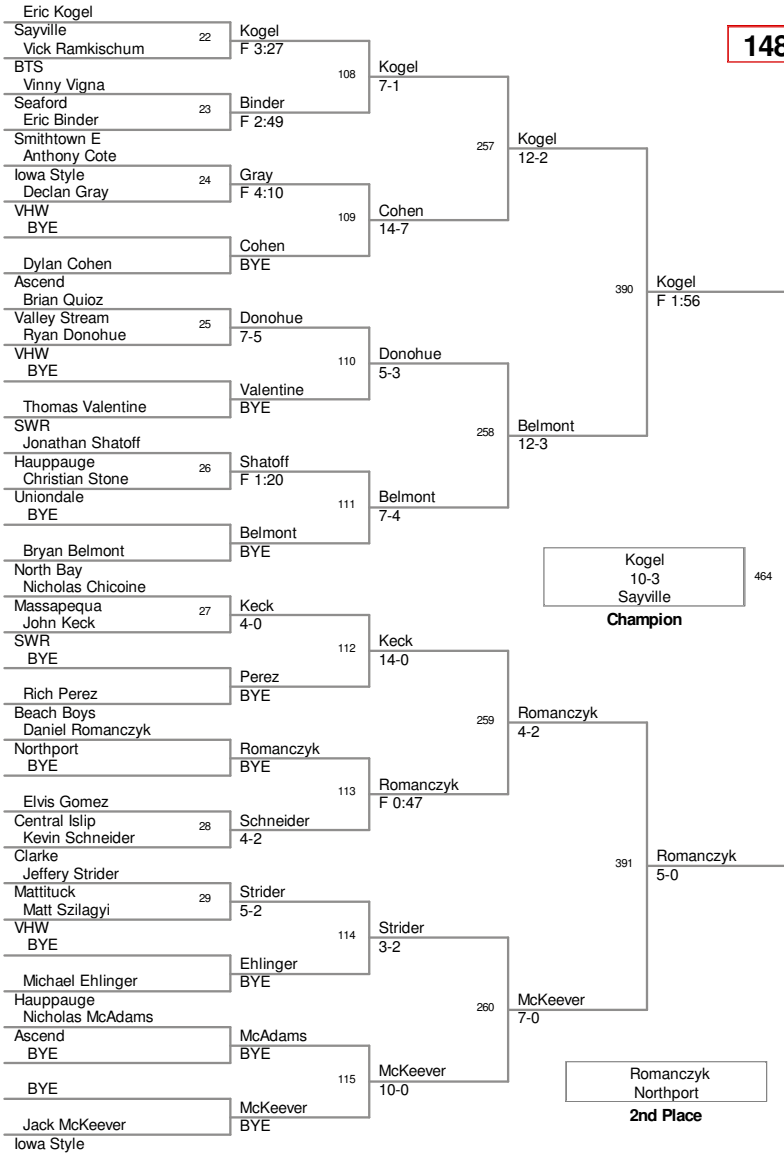 Eric Kogel
Sayville
22
Vick Ramkischum
BTS
Vinny Vigna
Seaford
23
Eric Binder
Smithtown E
Anthony Cote
Iowa Style
24
Declan Gray
VHW
BYE
Dylan Cohen
Ascend
Brian Quioz
Valley Stream
25
Ryan Donohue
VHW
BYE
Thomas Valentine
SWR
Jonathan Shatoff
Hauppauge
26
Christian Stone
Uniondale
BYE
Bryan Belmont
North Bay
Nicholas Chicoine
Massapequa
27
John Keck
SWR
BYE
Rich Perez
Beach Boys
Daniel Romanczyk
Northport
BYE
Elvis Gomez
Central Islip
28
Kevin Schneider
Clarke
Jeffery Strider
Mattituck
29
Matt Szilagyi
VHW
BYE
Michael Ehlinger
Hauppauge
Nicholas McAdams
Ascend
BYE
BYE
Jack McKeever
Iowa Style
Kogel
F 3:27
108
Binder
F 2:49
Gray
F 4:10
109
Cohen
BYE
Donohue
7-5
110
Valentine
BYE
Shatoff
F 1:20
111
Belmont
BYE
Keck
4-0
112
Perez
BYE
Romanczyk
BYE
113
Schneider
4-2
Strider
5-2
114
Ehlinger
BYE
McAdams
BYE
115
McKeever
BYE
Kogel
7-1
257
Cohen
14-7
Donohue
5-3
258
Belmont
7-4
Keck
14-0
259
Romanczyk
F 0:47
Strider
3-2
260
McKeever
10-0
Kogel
12-2
390
Belmont
12-3
Romanczyk
4-2
391
McKeever
7-0
148
Kogel
F 1:56
Kogel
10-3
Sayville
464
Champion
Romanczyk
5-0
Romanczyk
Northport
2nd Place